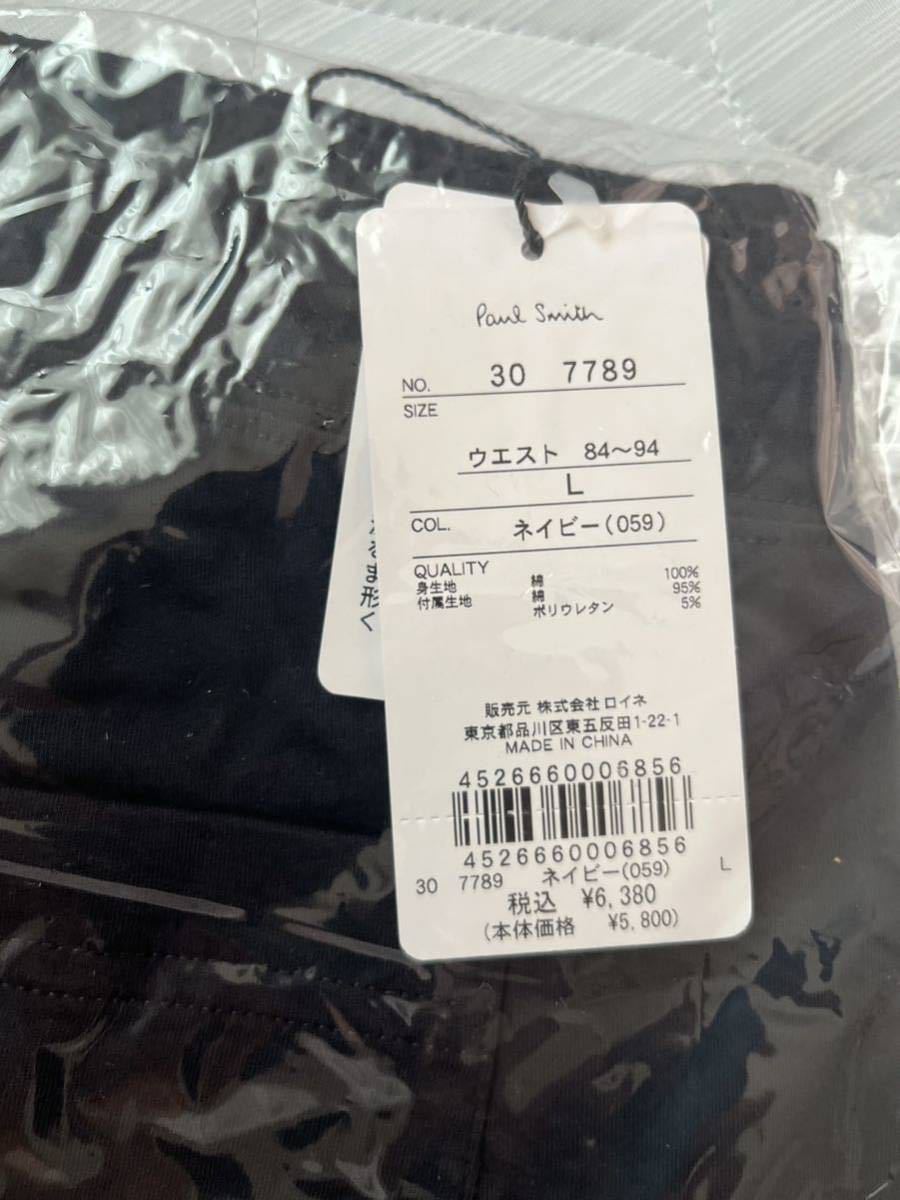 Paul Smith
NO. 30 7789
SIZE
ウエスト 84～94
L
COL. ネイビー(059)
QUALITY
身生地 綿 100%
付属生地 綿 95%
ポリウレタン 5%
販売元 株式会社 ロイネ
東京都品川区東五反田1-22-1
MADE IN CHINA
4526660006856
4526660006856
30 7789 ネイビー(059) L
税込 ¥6,380
(本体価格 ¥5,800)
ま形く